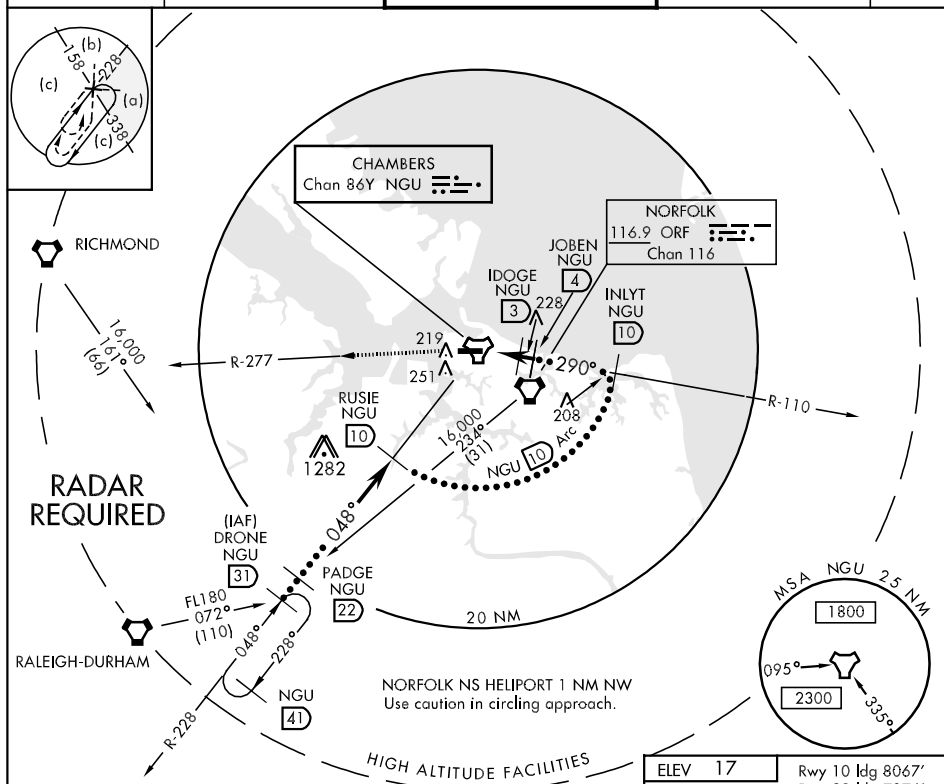 (b)
158
228
(c)
(a)
338
(c)
CHAMBERS
Chan 86Y NGU
NORFOLK
116.9 ORF
Chan 116
RICHMOND
JOBEN
NGU
4
IDOGE
NGU
3
228
INLYT
NGU
10
16,000
161°
(66)
R-277
219
251
290°
R-110
RUSIE
NGU
10
208
16,000
234°
(31)
NGU 10 Arc
1282
RADAR
REQUIRED
048°
(IAF)
DRONE
NGU
31
PADGE
NGU
22
FL180
072°
(110)
RALEIGH-DURHAM
20 NM
048°
228°
R-228
NGU
41
NORFOLK NS HELIPORT 1 NM NW
Use caution in circling approach.
MSA NGU 25 NM
1800
095°
2300
335°
HIGH ALTITUDE FACILITIES
ELEV 17
Rwy 10 ldg 8067'